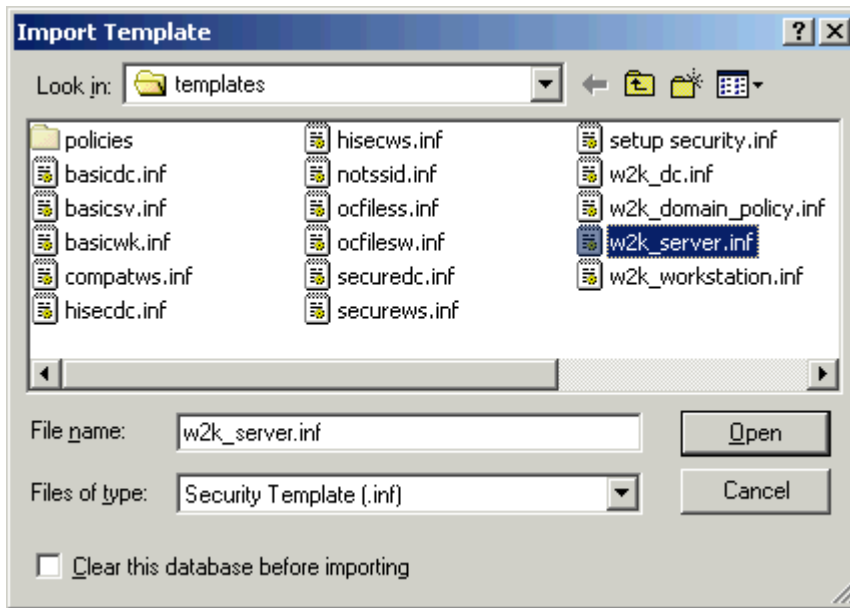 Import Template
Look in: templates
policies
basicdc.inf
basicsv.inf
basicwk.inf
compatws.inf
hisecdc.inf
hisecws.inf
notssid.inf
ocfiless.inf
ocfilesw.inf
securedc.inf
securews.inf
setup security.inf
w2k_dc.inf
w2k_domain_policy.inf
w2k_server.inf
w2k_workstation.inf
File name: w2k_server.inf
Open
Files of type: Security Template (.inf)
Cancel
Clear this database before importing